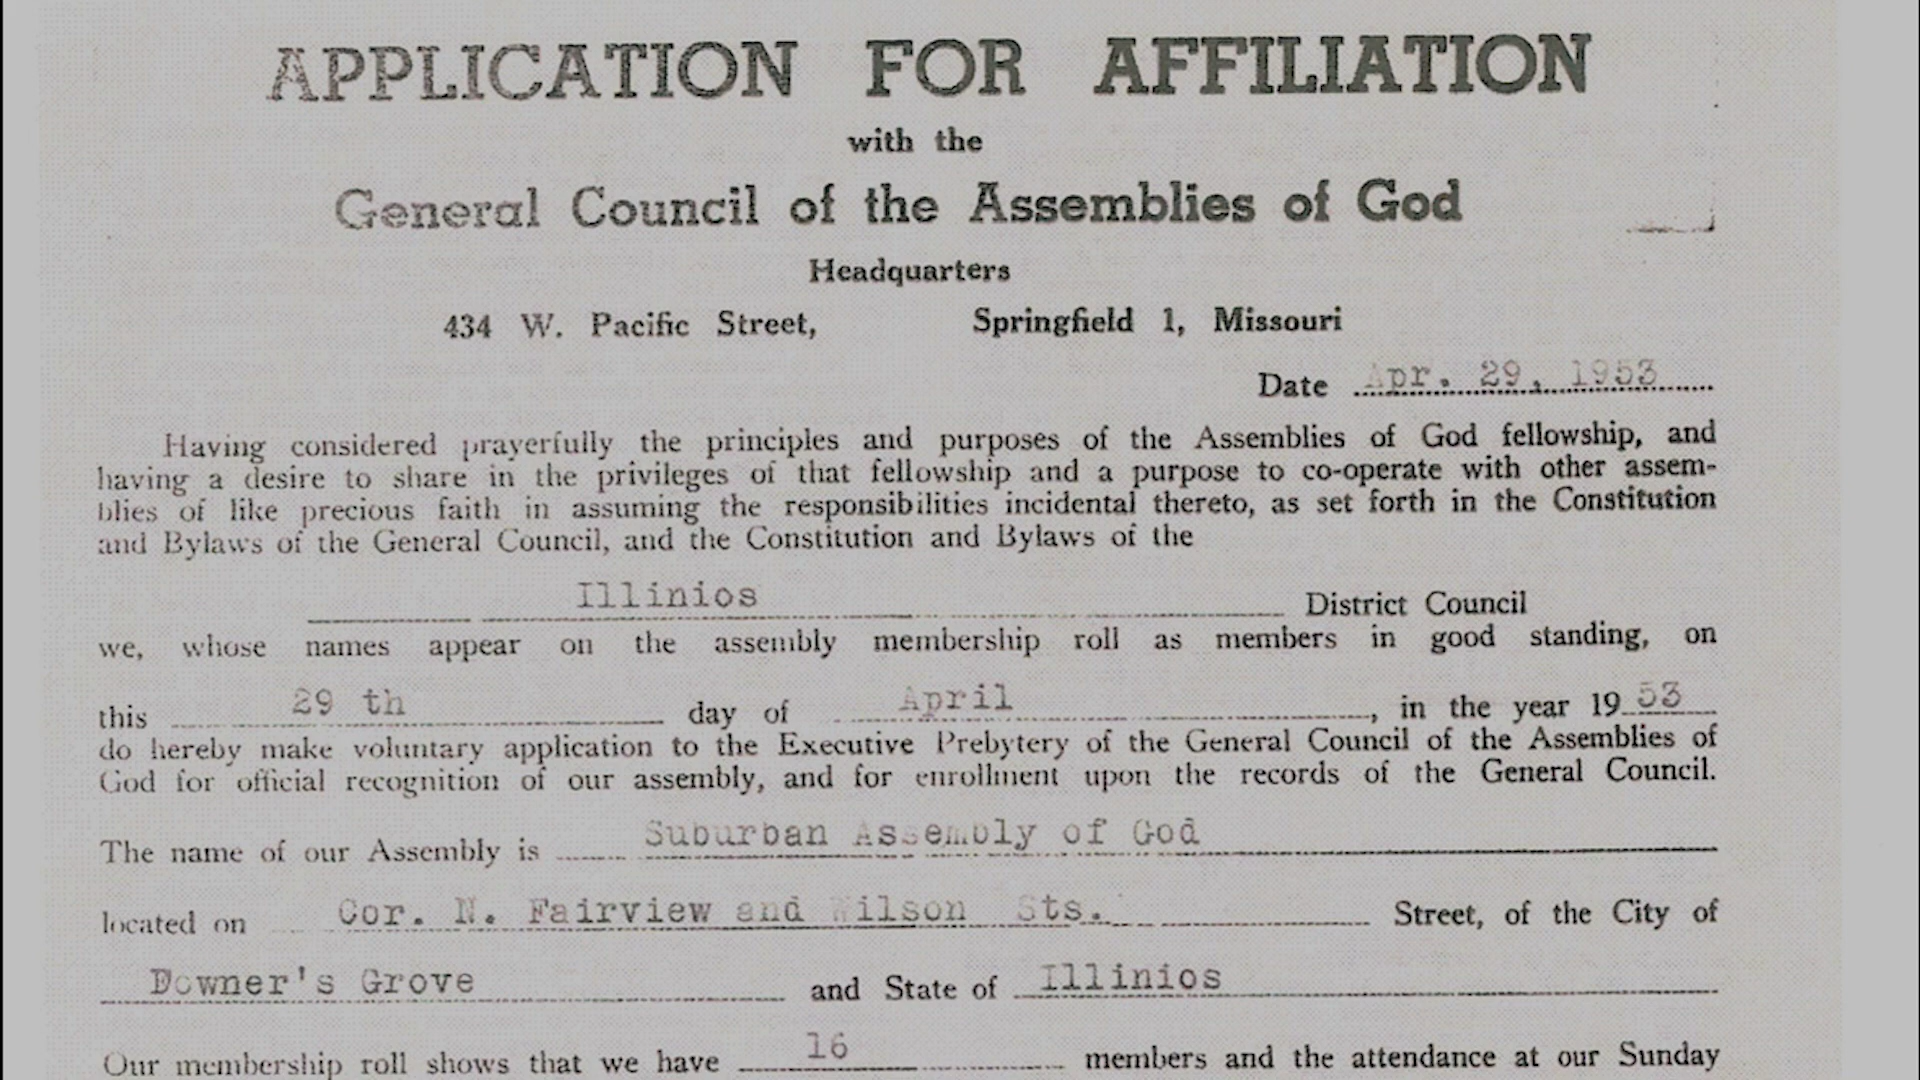 APPLICATION FOR AFFILIATION
with the
General Council of the Assemblies of God
Headquarters
434 W. Pacific Street, Springfield 1, Missouri
Date Apr. 29, 1953
Having considered prayerfully the principles and purposes of the Assemblies of God fellowship, and
having a desire to share in the privileges of that fellowship and a purpose to co-operate with other assem-
blies of like precious faith in assuming the responsibilities incidental thereto, as set forth in the Constitution
and Bylaws of the General Council, and the Constitution and Bylaws of the
Illinios District Council
we, whose names appear on the assembly membership roll as members in good standing, on
this 29 th day of April, in the year 19 53
do hereby make voluntary application to the Executive Prebytery of the General Council of the Assemblies of
God for official recognition of our assembly, and for enrollment upon the records of the General Council.
The name of our Assembly is Suburban Assembly of God
located on Cor. N. Fairview and Wilson Sts. Street, of the City of
Downer's Grove and State of Illinios
Our membership roll shows that we have 16 members and the attendance at our Sunday